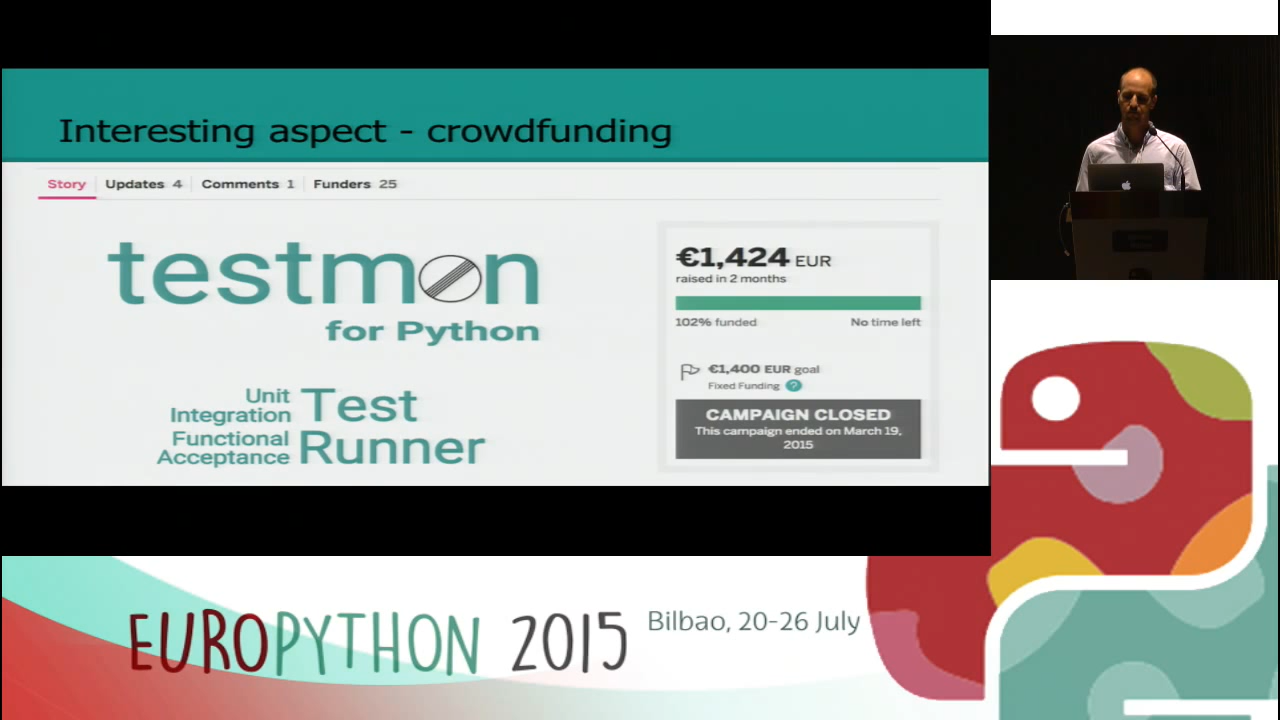 Interesting aspect - crowdfunding
Story Updates 4 Comments 1 Funders 25
testmon
for Python
Unit
Integration
Functional
Acceptance
Test
Runner
€1,424 EUR
raised in 2 months
102% funded No time left
€1,400 EUR goal
Fixed Funding ?
CAMPAIGN CLOSED
This campaign ended on March 19,
2015
EUROPYTHON 2015 Bilbao, 20-26 July